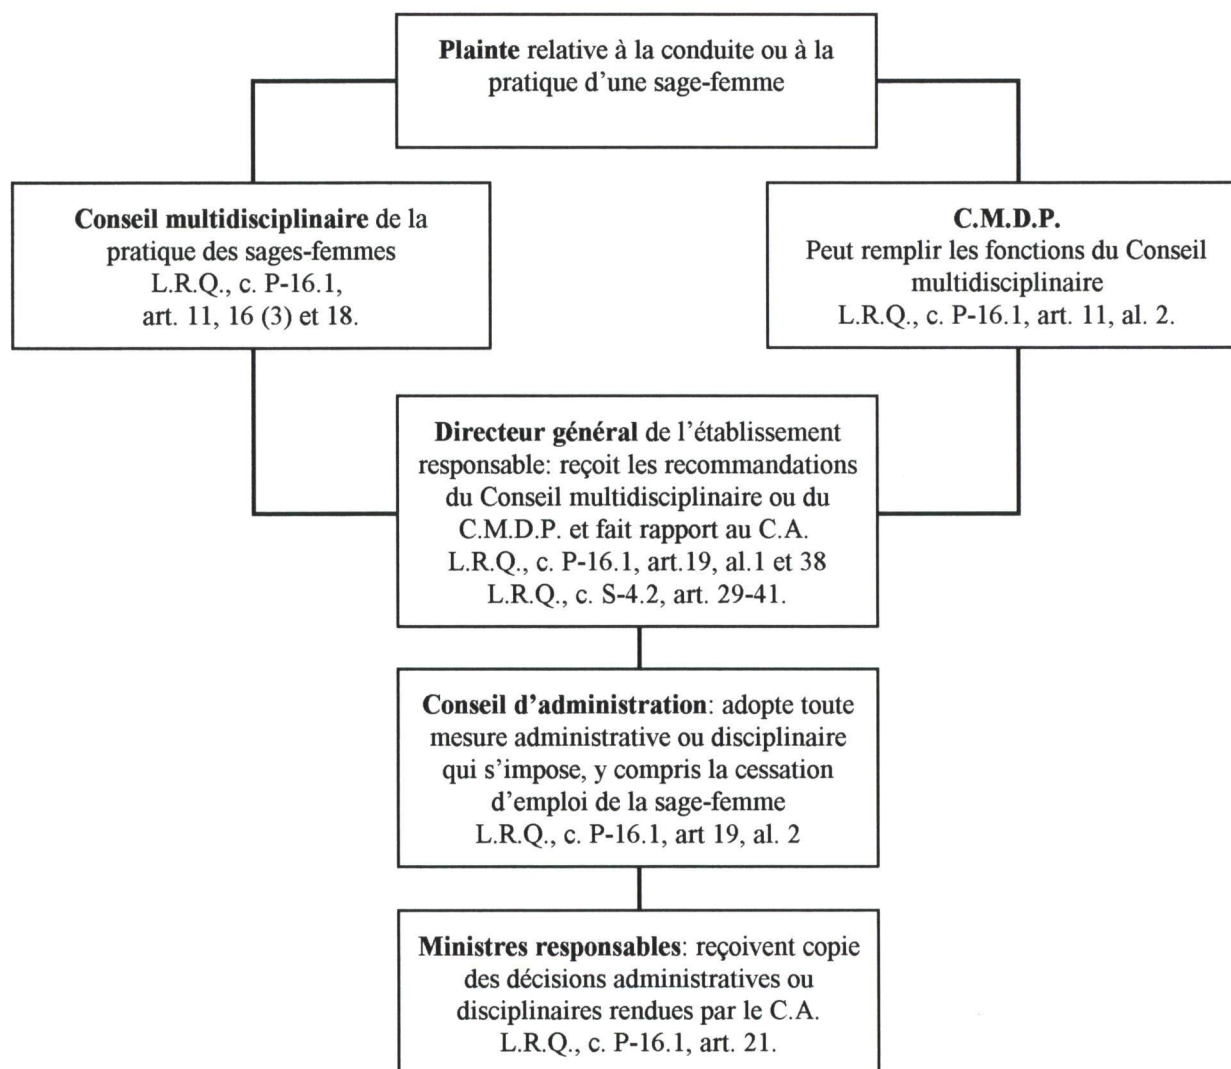 Plainte relative à la conduite ou à la
pratique d'une sage-femme
Conseil multidisciplinaire de la
pratique des sages-femmes
L.R.Q., c. P-16.1,
art. 11, 16 (3) et 18.
C.M.D.P.
Peut remplir les fonctions du Conseil
multidisciplinaire
L.R.Q., c. P-16.1, art. 11, al. 2.
Directeur général de l'établissement
responsable: reçoit les recommandations
du Conseil multidisciplinaire ou du
C.M.D.P. et fait rapport au C.A.
L.R.Q., c. P-16.1, art.19, al.1 et 38
L.R.Q., c. S-4.2, art. 29-41.
Conseil d'administration: adopte toute
mesure administrative ou disciplinaire
qui s'impose, y compris la cessation
d'emploi de la sage-femme
L.R.Q., c. P-16.1, art 19, al. 2
Ministres responsables: reçoivent copie
des décisions administratives ou
disciplinaires rendues par le C.A.
L.R.Q., c. P-16.1, art. 21.